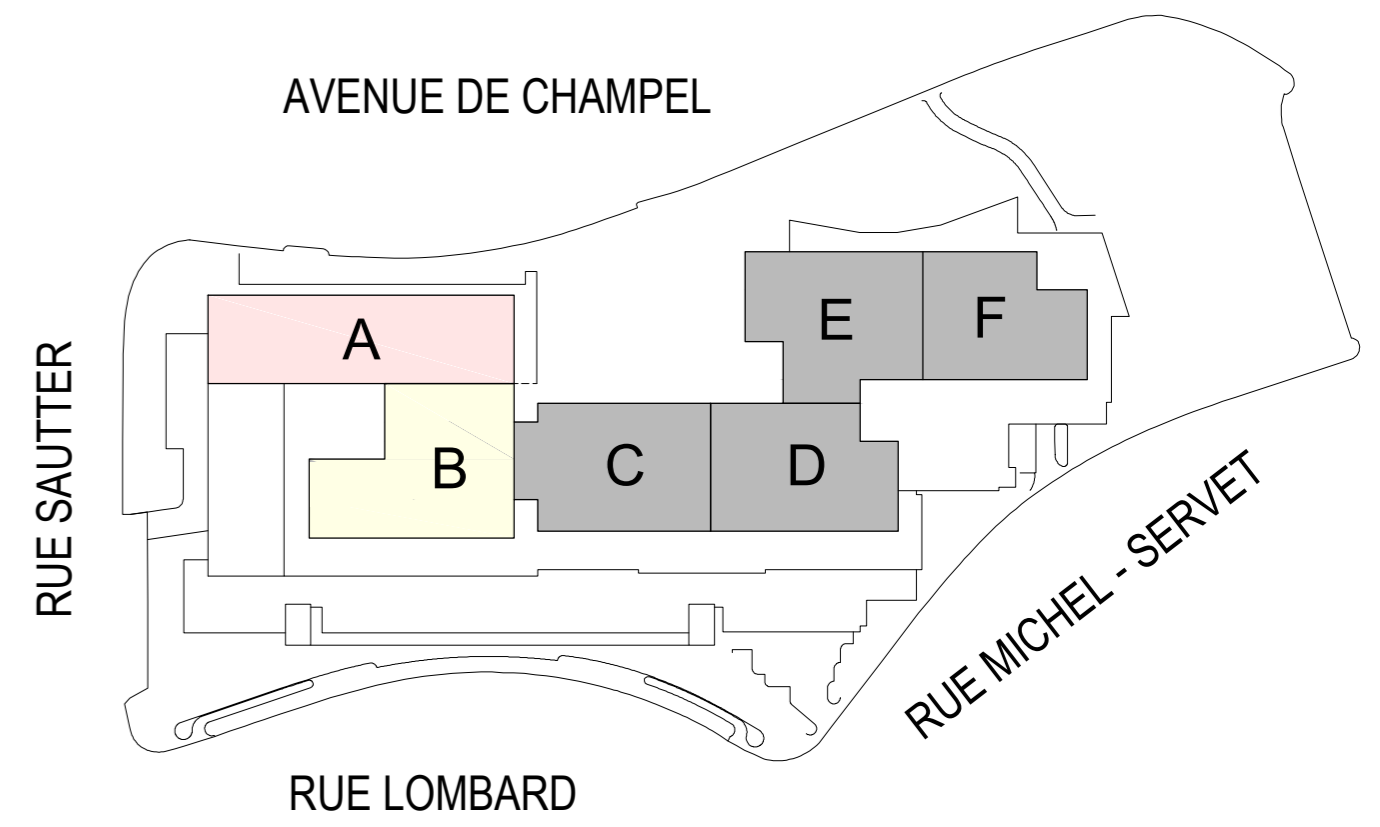 AVENUE DE CHAMPEL
RUE SAUTTER
A
B
C
D
E
F
RUE MICHEL - SERVET
RUE LOMBARD